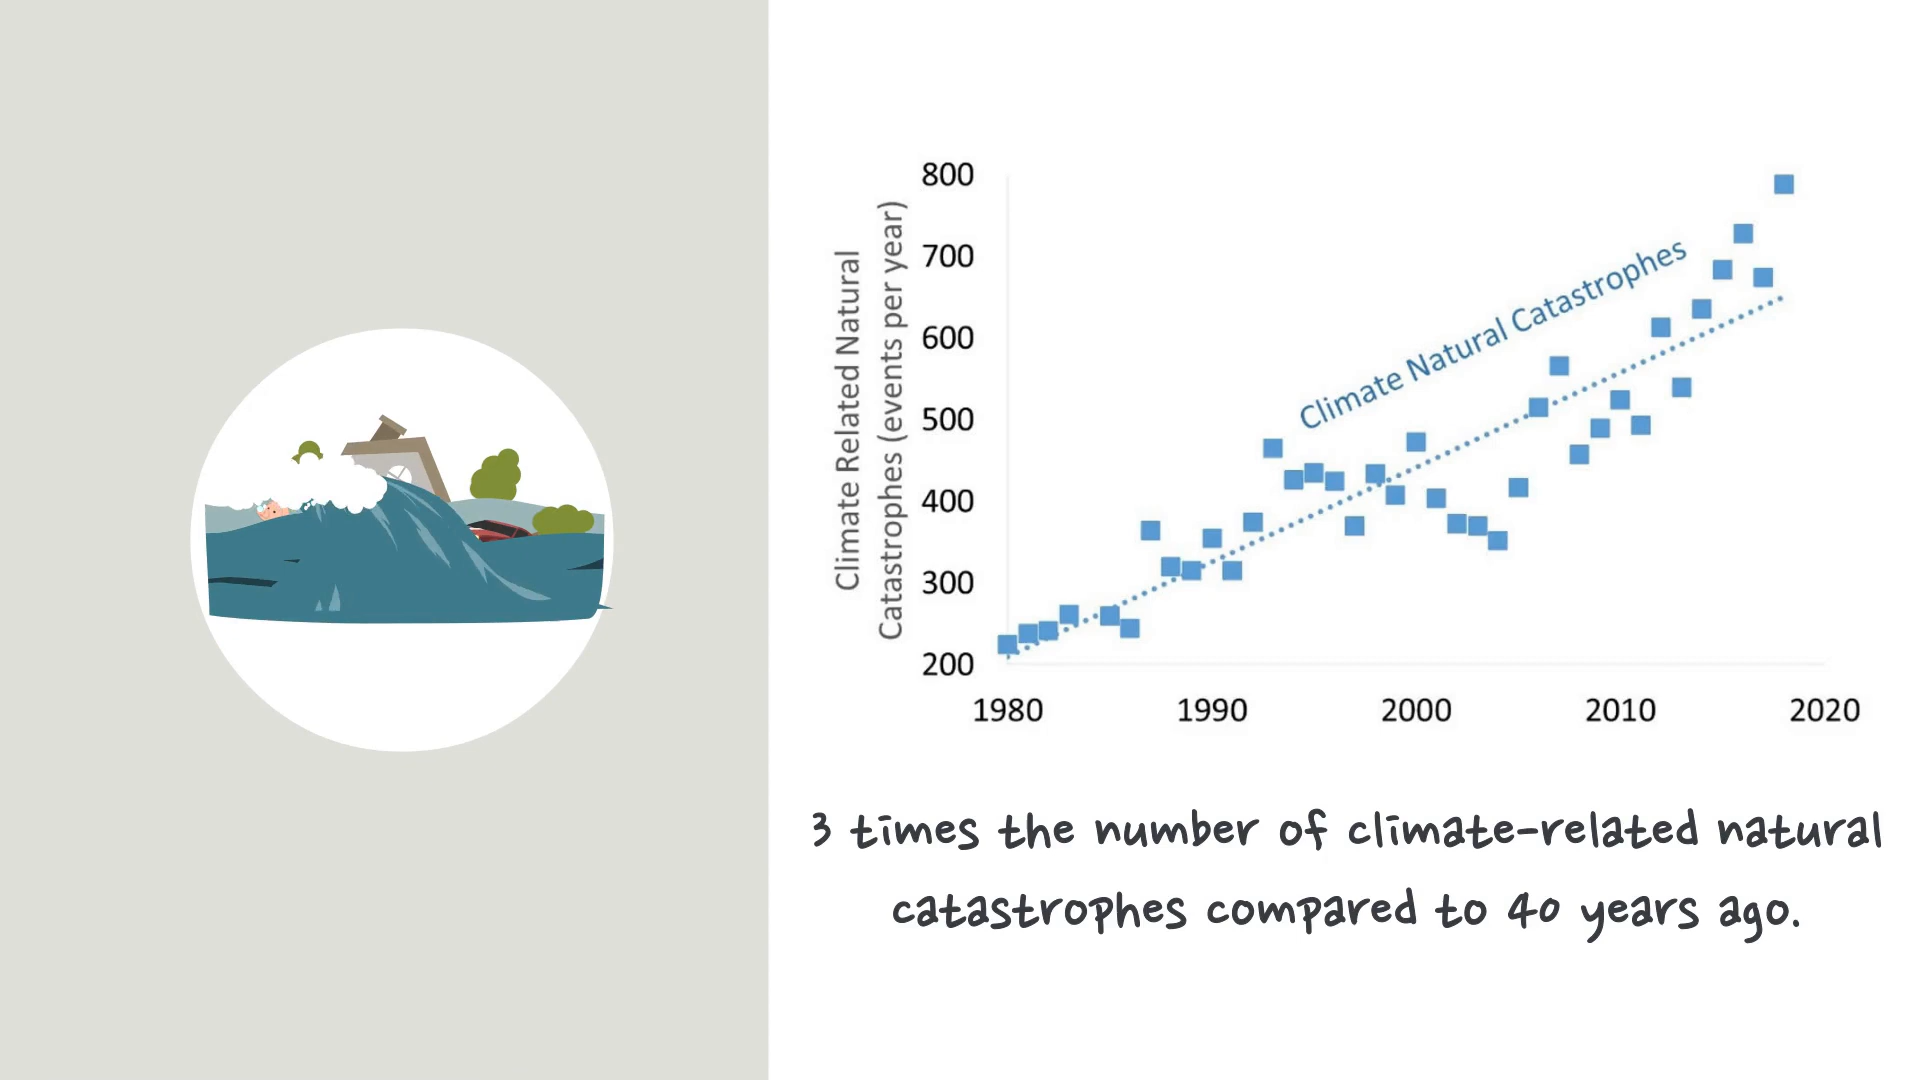 800
700
600
500
400
300
200
Climate Related Natural
Catastrophes (events per year)
Climate Natural Catastrophes
1980 1990 2000 2010 2020
3 times the number of climate-related natural
catastrophes compared to 40 years ago.